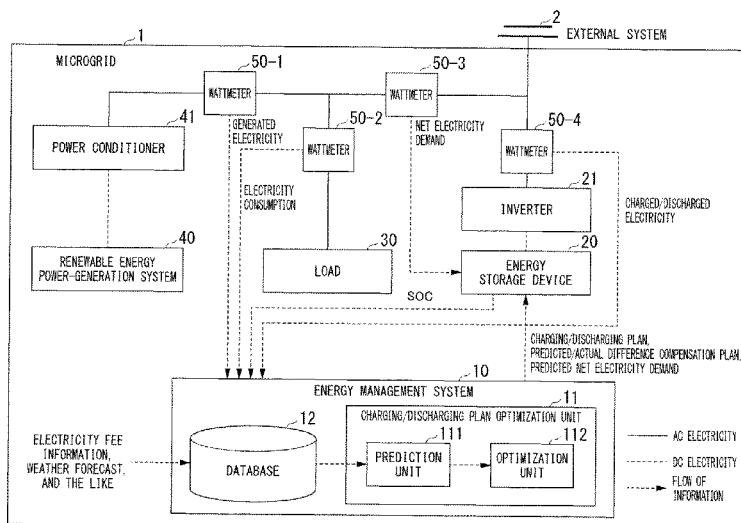 1
2
EXTERNAL SYSTEM
MICROGRID
50-1
50-3
WATTMETER
WATTMETER
41
50-2
50-4
GENERATED
ELECTRICITY
NET ELECTRICITY
DEMAND
POWER CONDITIONER
WATTMETER
WATTMETER
21
ELECTRICITY
CONSUMPTION
INVERTER
CHARGED/DISCHARGED
ELECTRICITY
40
30
20
RENEWABLE ENERGY
POWER-GENERATION SYSTEM
LOAD
ENERGY
STORAGE DEVICE
SOC
CHARGING/DISCHARGING PLAN,
PREDICTED/ACTUAL DIFFERENCE COMPENSATION PLAN,
PREDICTED NET ELECTRICITY DEMAND
10
ENERGY MANAGEMENT SYSTEM
11
12
CHARGING/DISCHARGING PLAN OPTIMIZATION UNIT
111
112
ELECTRICITY FEE
INFORMATION,
WEATHER FORECAST,
AND THE LIKE
DATABASE
PREDICTION
UNIT
OPTIMIZATION
UNIT
AC ELECTRICITY
DC ELECTRICITY
FLOW OF
INFORMATION